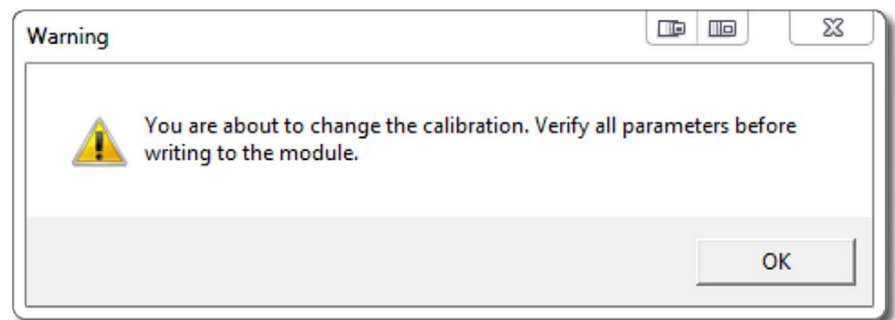 Warning
You are about to change the calibration. Verify all parameters before
writing to the module.
OK